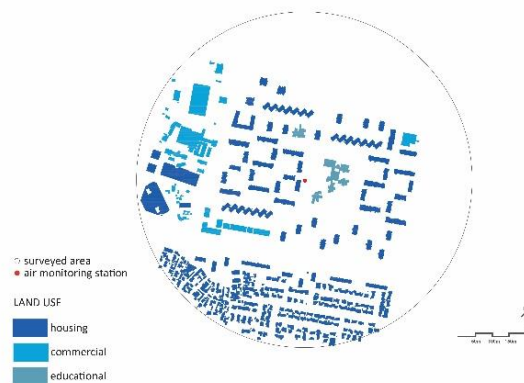 surveyed area
air monitoring station
LAND USE
housing
commercial
educational